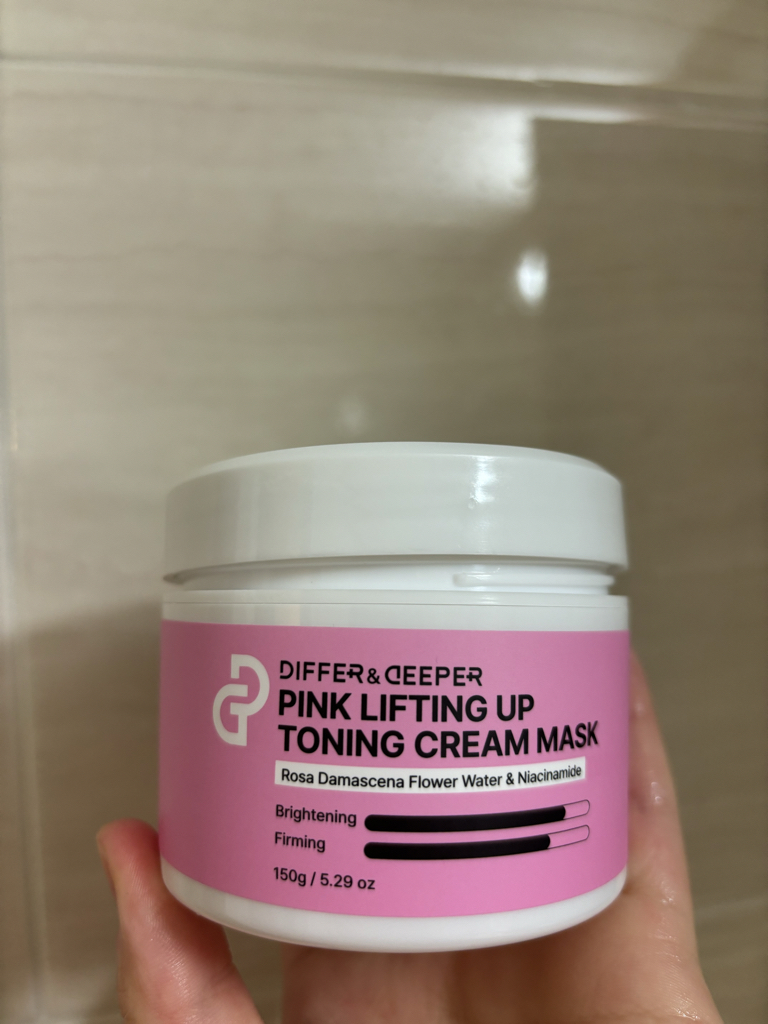 DIFFER & DEEPER
PINK LIFTING UP
TONING CREAM MASK
Rosa Damascena Flower Water & Niacinamide
Brightening
Firming
150g / 5.29 oz